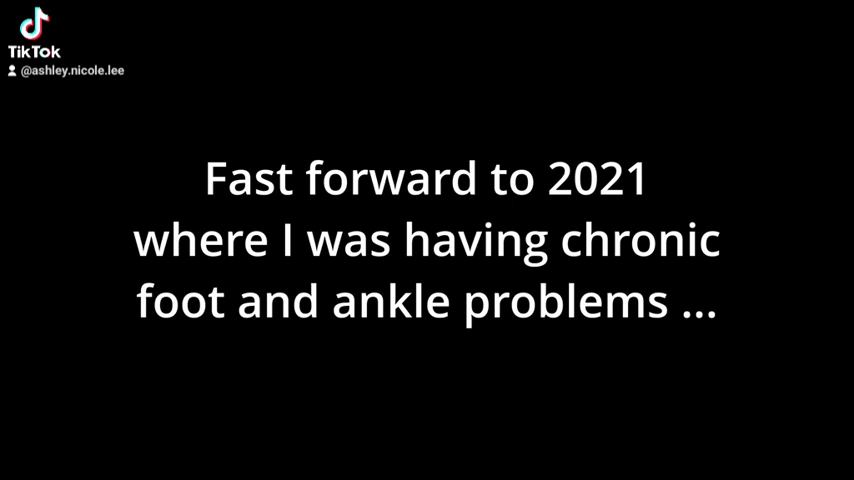 TikTok
@ashley.nicole.lee
Fast forward to 2021
where I was having chronic
foot and ankle problems ...